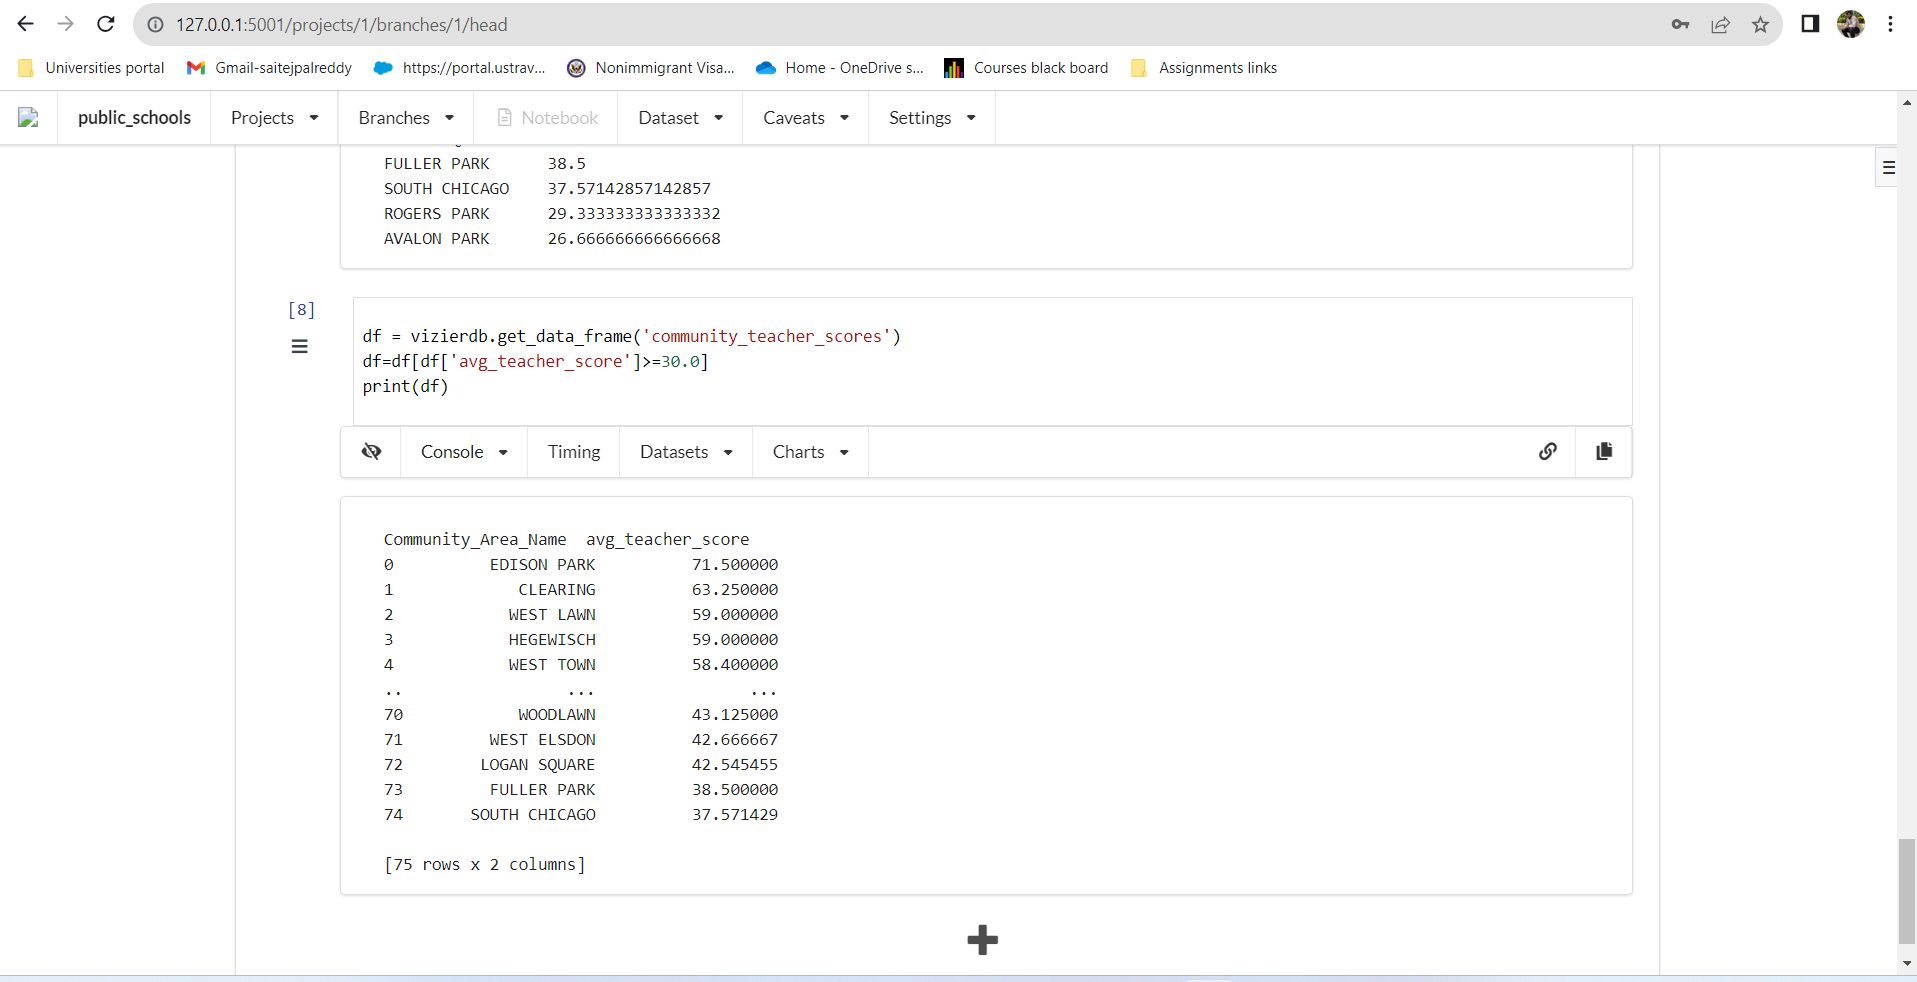 127.0.0.1:5001/projects/1/branches/1/head
Universities portal Gmail-saitejpalreddy https://portal.ustrav... Nonimmigrant Visa... Home - OneDrive s... Courses black board Assignments links
public_schools Projects Branches Notebook Dataset Caveats Settings
FULLER PARK 38.5
SOUTH CHICAGO 37.57142857142857
ROGERS PARK 29.333333333333332
AVALON PARK 26.666666666666668
[8]
df = vizierdb.get_data_frame('community_teacher_scores')
df=df[df['avg_teacher_score']>=30.0]
print(df)
Console Timing Datasets Charts
Community_Area_Name avg_teacher_score
0 EDISON PARK 71.500000
1 CLEARING 63.250000
2 WEST LAWN 59.000000
3 HEGEWISCH 59.000000
4 WEST TOWN 58.400000
.. ... ...
70 WOODLAWN 43.125000
71 WEST ELSDON 42.666667
72 LOGAN SQUARE 42.545455
73 FULLER PARK 38.500000
74 SOUTH CHICAGO 37.571429
[75 rows x 2 columns]